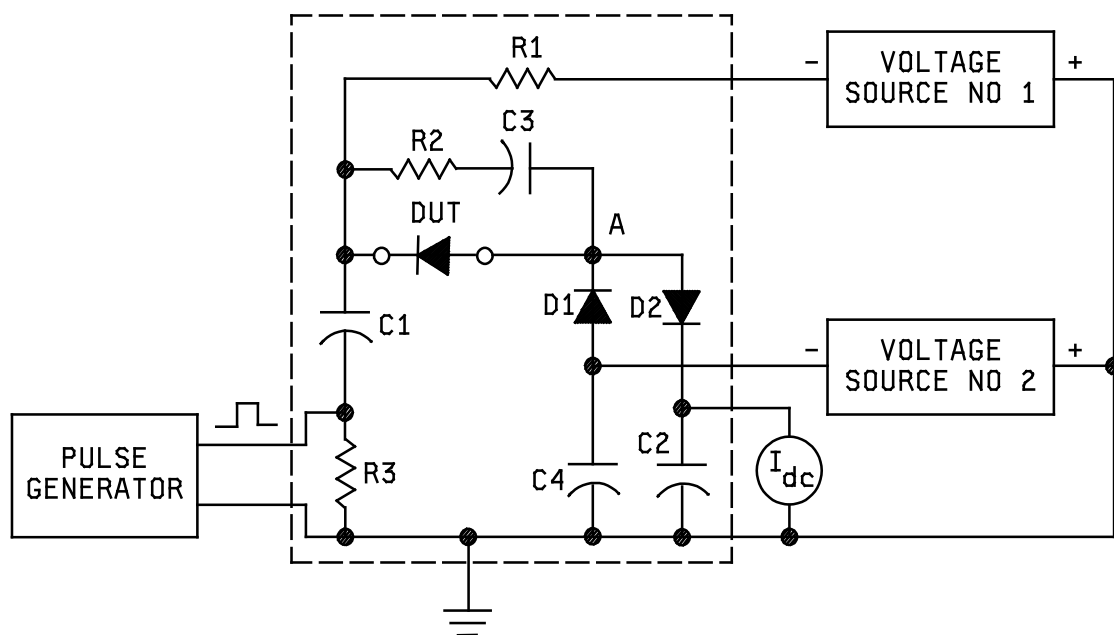 R1
- VOLTAGE +
SOURCE NO 1
C3
R2
DUT
A
D1
D2
C1
- VOLTAGE +
SOURCE NO 2
PULSE
GENERATOR
R3
C4
C2
Idc